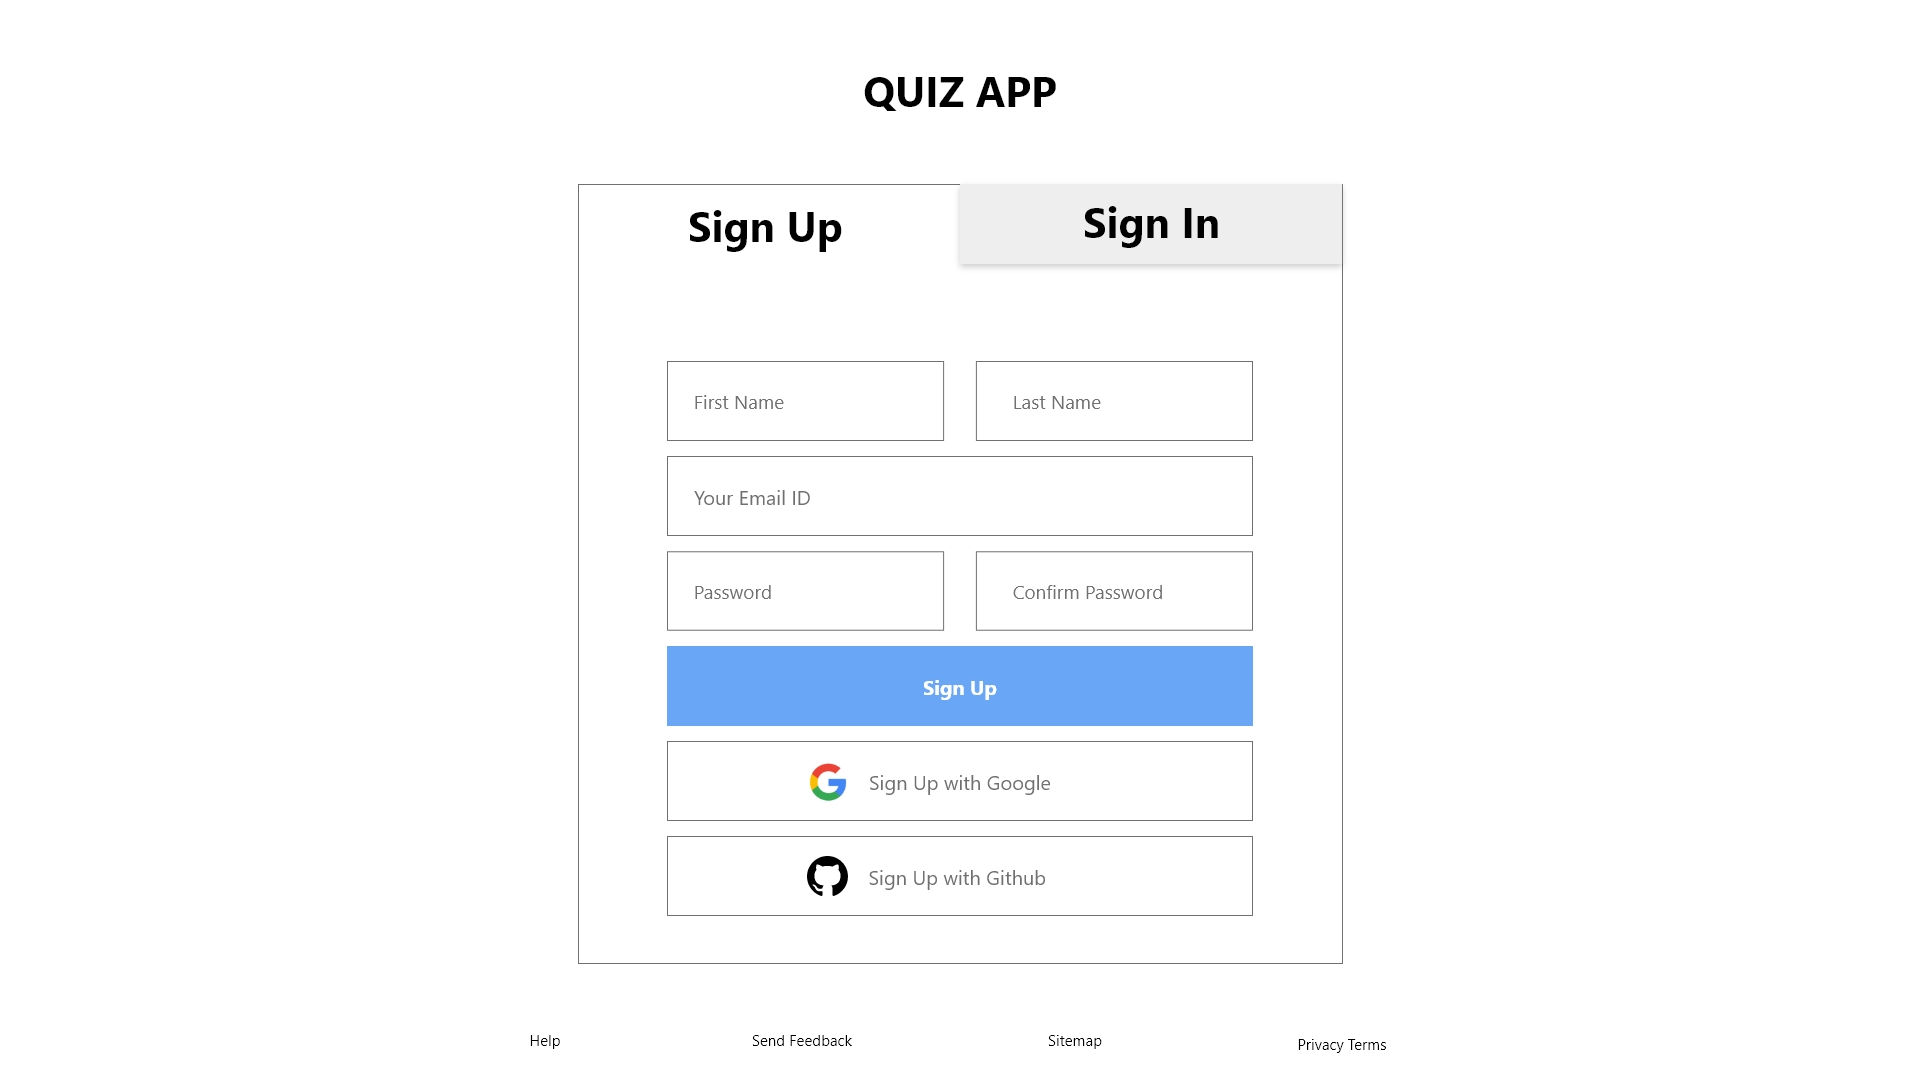 QUIZ APP
Sign Up
Sign In
First Name
Last Name
Your Email ID
Password
Confirm Password
Sign Up
Sign Up with Google
Sign Up with Github
Help
Send Feedback
Sitemap
Privacy Terms